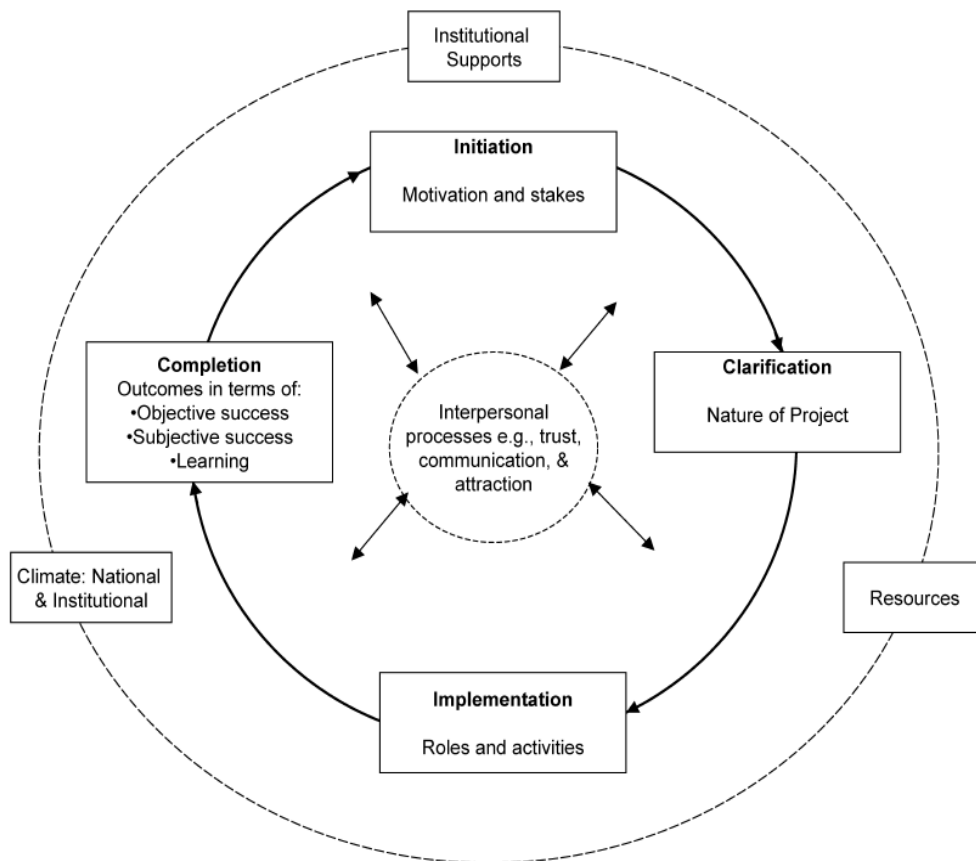 Institutional
Supports
Initiation
Motivation and stakes
Completion
Outcomes in terms of:
•Objective success
•Subjective success
•Learning
Clarification
Nature of Project
Interpersonal
processes e.g., trust,
communication, &
attraction
Climate: National
& Institutional
Resources
Implementation
Roles and activities